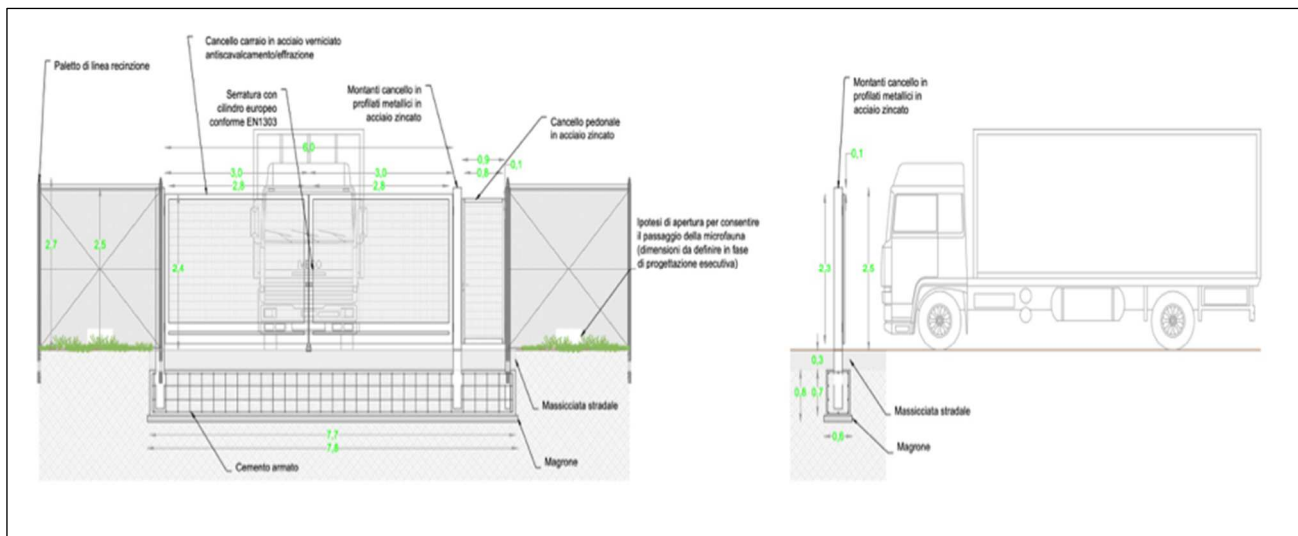 Cancello carraio in acciaio verniciato
antiscavalcamento/effrazione
Paletto di linea recinzione
Serratura con
cilindro europeo
conforme EN1303
Montanti cancello in
profilati metallici in
acciaio zincato
Cancello pedonale
in acciaio zincato
6,0
3,0
3,0
2,8
2,8
0,9
0,8
0,1
2,7
2,5
2,4
Ipotesi di apertura per consentire
il passaggio della microfauna
(dimensioni da definire in fase
di progettazione esecutiva)
Massicciata stradale
7,7
7,8
Cemento armato
Magrone
Montanti cancello in
profilati metallici in
acciaio zincato
0,1
2,3
2,5
0,3
0,8
0,7
0,6
Massicciata stradale
Magrone